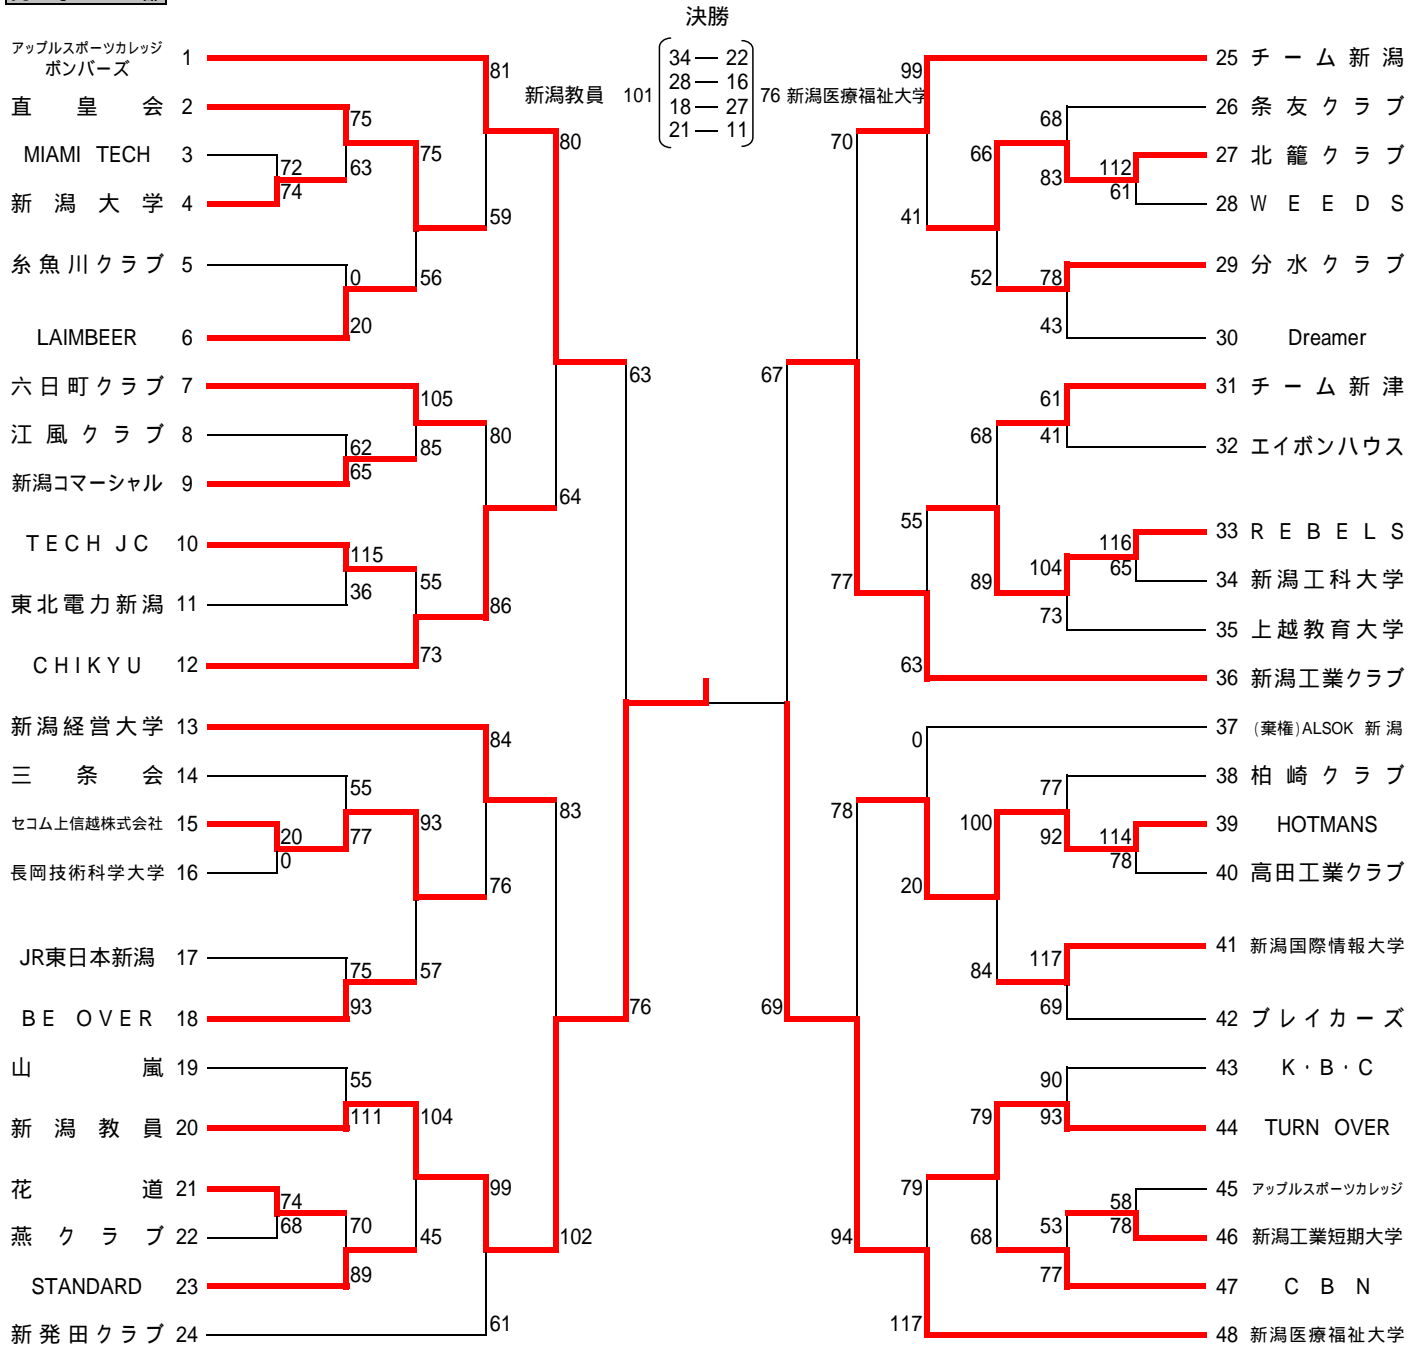 決勝
新潟教員 101
34 — 22
28 — 16
18 — 27
21 — 11
76 新潟医療福祉大学
アップルスポーツカレッジ
ボンバーズ 1
直皇会 2
MIAMI TECH 3
新潟大学 4
糸魚川クラブ 5
LAIMBEER 6
六日町クラブ 7
江風クラブ 8
新潟コマーシャル 9
TECH JC 10
東北電力新潟 11
CHIKYU 12
新潟経営大学 13
三条会 14
セコム上信越株式会社 15
長岡技術科学大学 16
JR東日本新潟 17
BE OVER 18
山嵐 19
新潟教員 20
花道 21
燕クラブ 22
STANDARD 23
新発田クラブ 24
72
74
75
63
0
20
62
65
115
36
20
0
55
77
75
93
55
111
74
68
70
89
75
56
105
85
55
73
93
57
104
45
81
59
80
86
84
76
99
61
80
64
83
102
63
76
67
69
70
77
78
94
99
41
55
63
0
20
79
117
66
52
68
89
100
84
79
68
68
83
78
43
61
41
104
73
77
92
117
69
90
93
53
77
112
61
116
65
114
78
58
78
25 チーム新潟
26 条友クラブ
27 北籠クラブ
28 WEEDS
29 分水クラブ
30 Dreamer
31 チーム新津
32 エイボンハウス
33 REBELS
34 新潟工科大学
35 上越教育大学
36 新潟工業クラブ
37 (棄権)ALSOK 新潟
38 柏崎クラブ
39 HOTMANS
40 高田工業クラブ
41 新潟国際情報大学
42 ブレイカーズ
43 K・B・C
44 TURN OVER
45 アップルスポーツカレッジ
46 新潟工業短期大学
47 CBN
48 新潟医療福祉大学